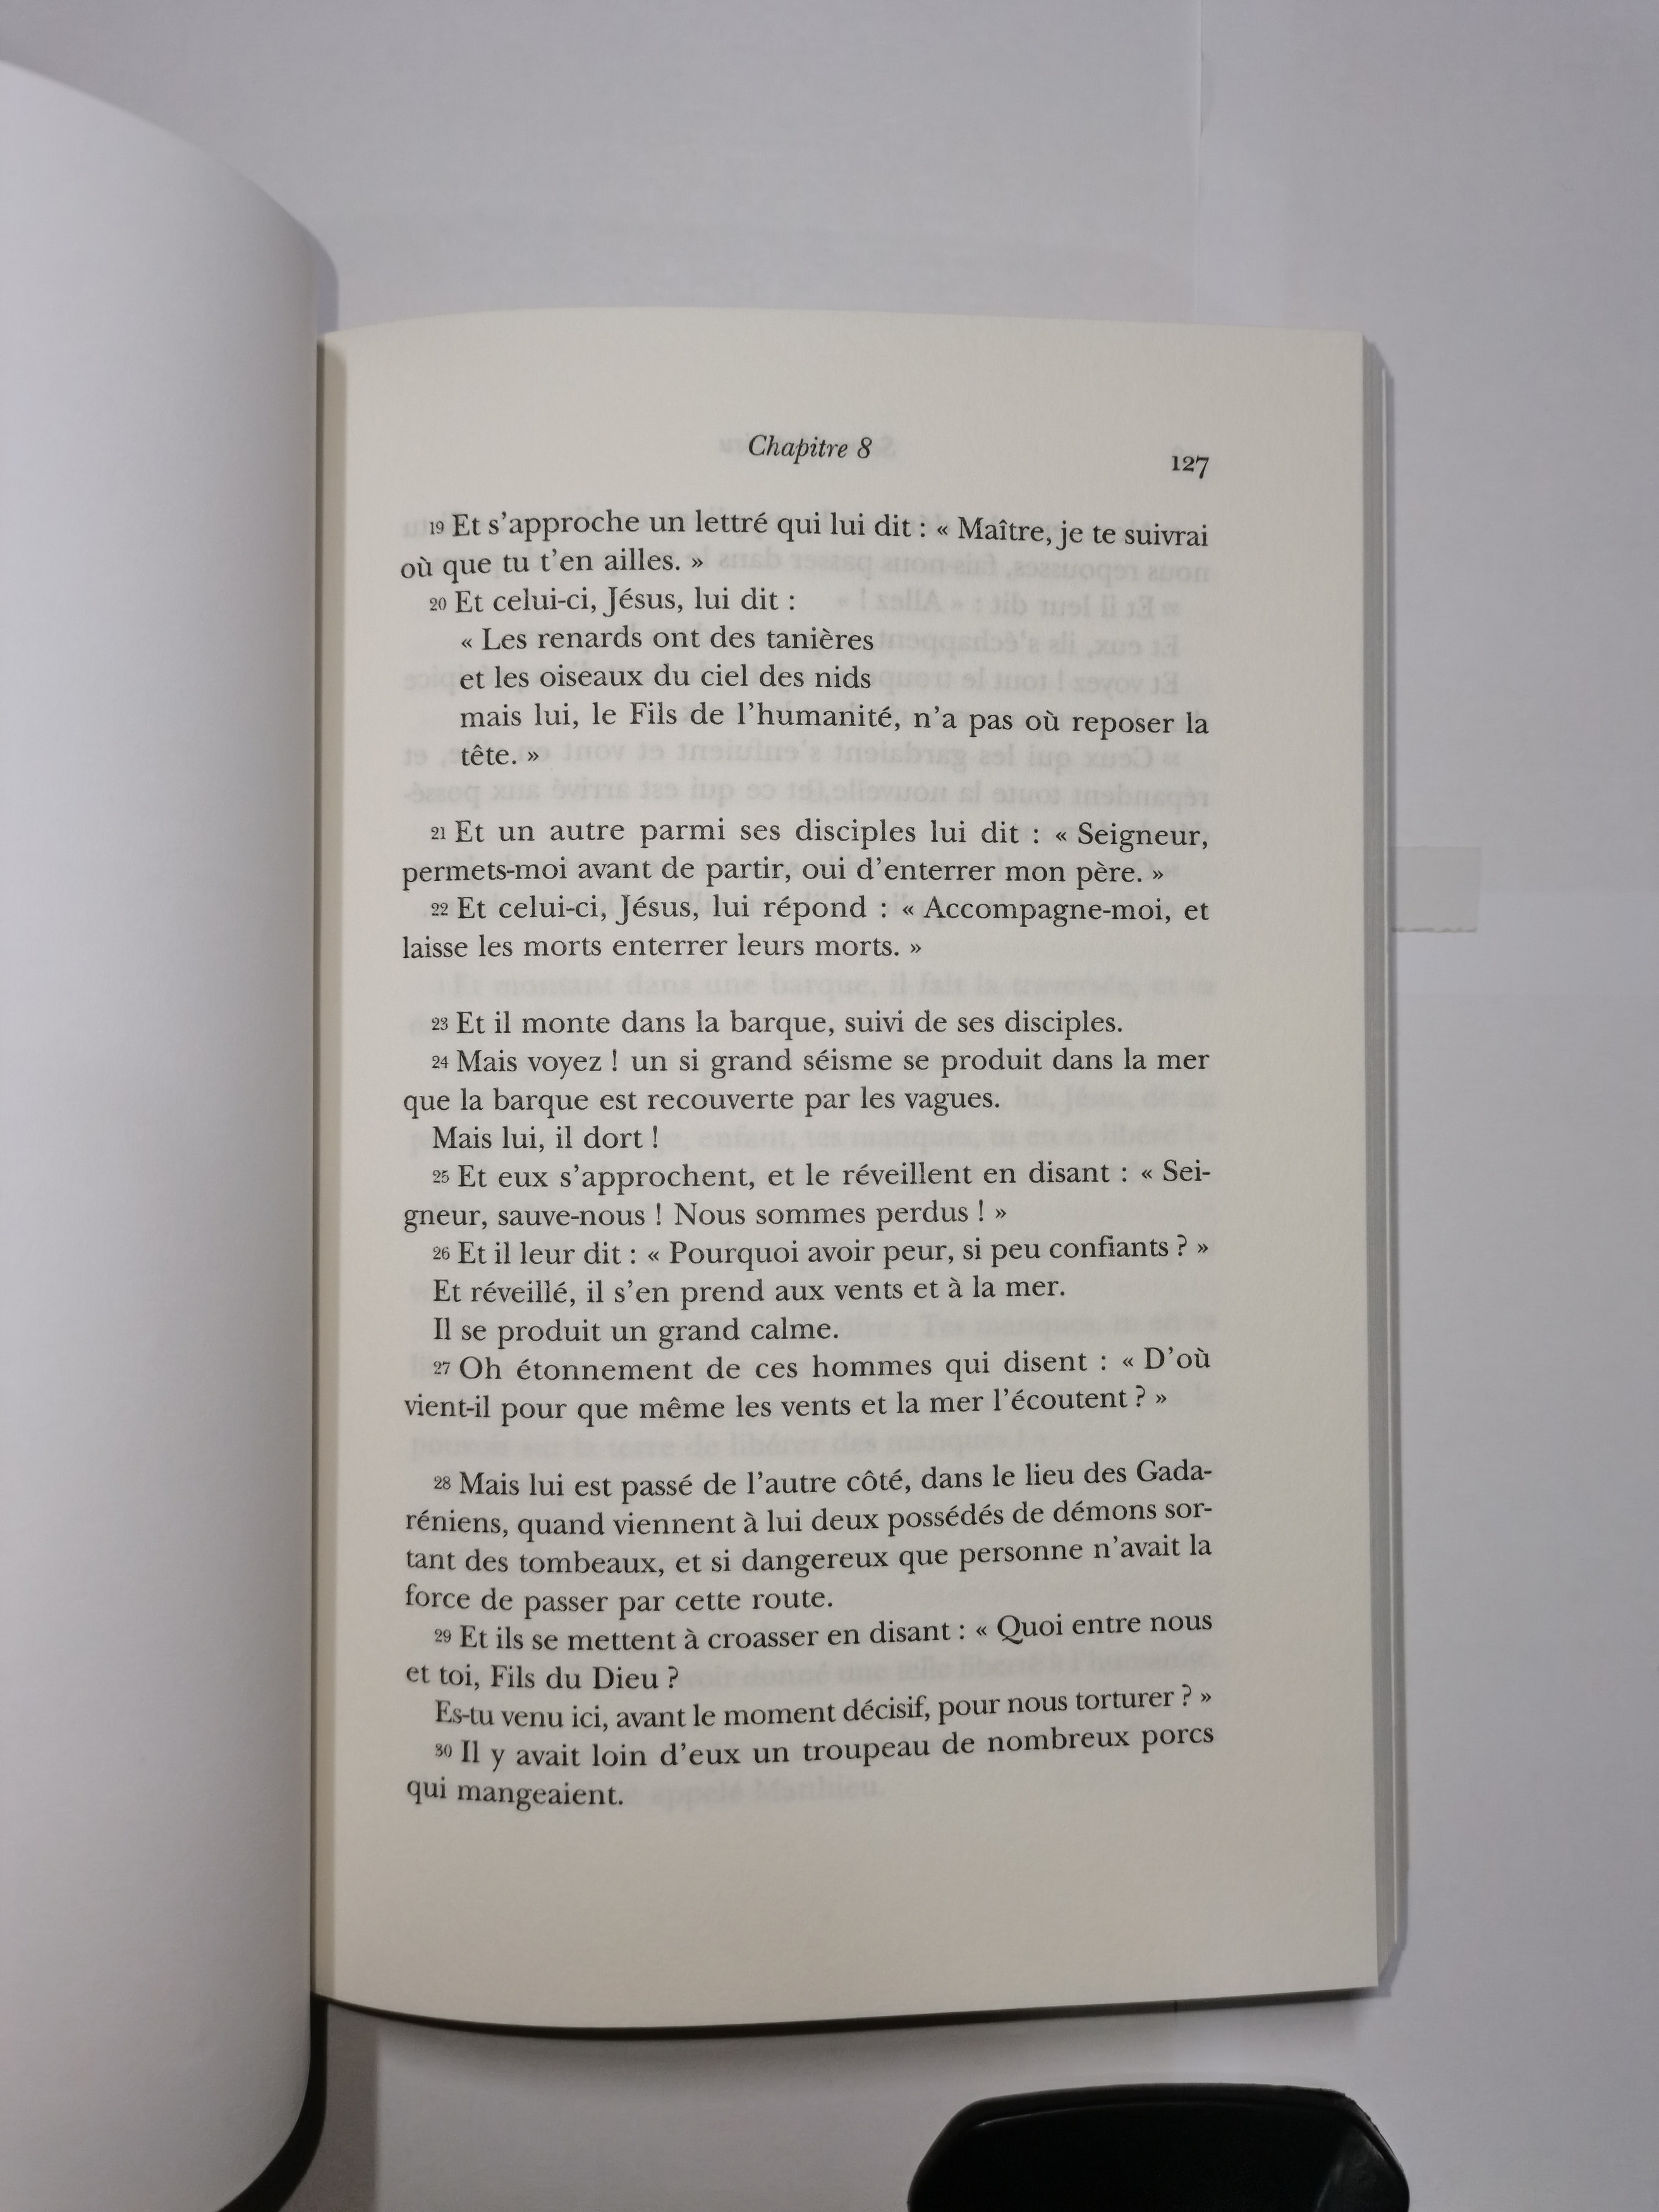 Chapitre 8
127
19 Et s’approche un lettré qui lui dit : « Maître, je te suivrai
où que tu t’en ailles. »
20 Et celui-ci, Jésus, lui dit :
« Les renards ont des tanières
et les oiseaux du ciel des nids
mais lui, le Fils de l’humanité, n’a pas où reposer la
tête. »
21 Et un autre parmi ses disciples lui dit : « Seigneur,
permets-moi avant de partir, oui d’enterrer mon père. »
22 Et celui-ci, Jésus, lui répond : « Accompagne-moi, et
laisse les morts enterrer leurs morts. »
23 Et il monte dans la barque, suivi de ses disciples.
24 Mais voyez ! un si grand séisme se produit dans la mer
que la barque est recouverte par les vagues.
Mais lui, il dort !
25 Et eux s’approchent, et le réveillent en disant : « Sei-
gneur, sauve-nous ! Nous sommes perdus ! »
26 Et il leur dit : « Pourquoi avoir peur, si peu confiants ? »
Et réveillé, il s’en prend aux vents et à la mer.
Il se produit un grand calme.
27 Oh étonnement de ces hommes qui disent : « D’où
vient-il pour que même les vents et la mer l’écoutent ? »
28 Mais lui est passé de l’autre côté, dans le lieu des Gada-
réniens, quand viennent à lui deux possédés de démons sor-
tant des tombeaux, et si dangereux que personne n’avait la
force de passer par cette route.
29 Et ils se mettent à croasser en disant : « Quoi entre nous
et toi, Fils du Dieu ?
Es-tu venu ici, avant le moment décisif, pour nous torturer ? »
30 Il y avait loin d’eux un troupeau de nombreux porcs
qui mangeaient.